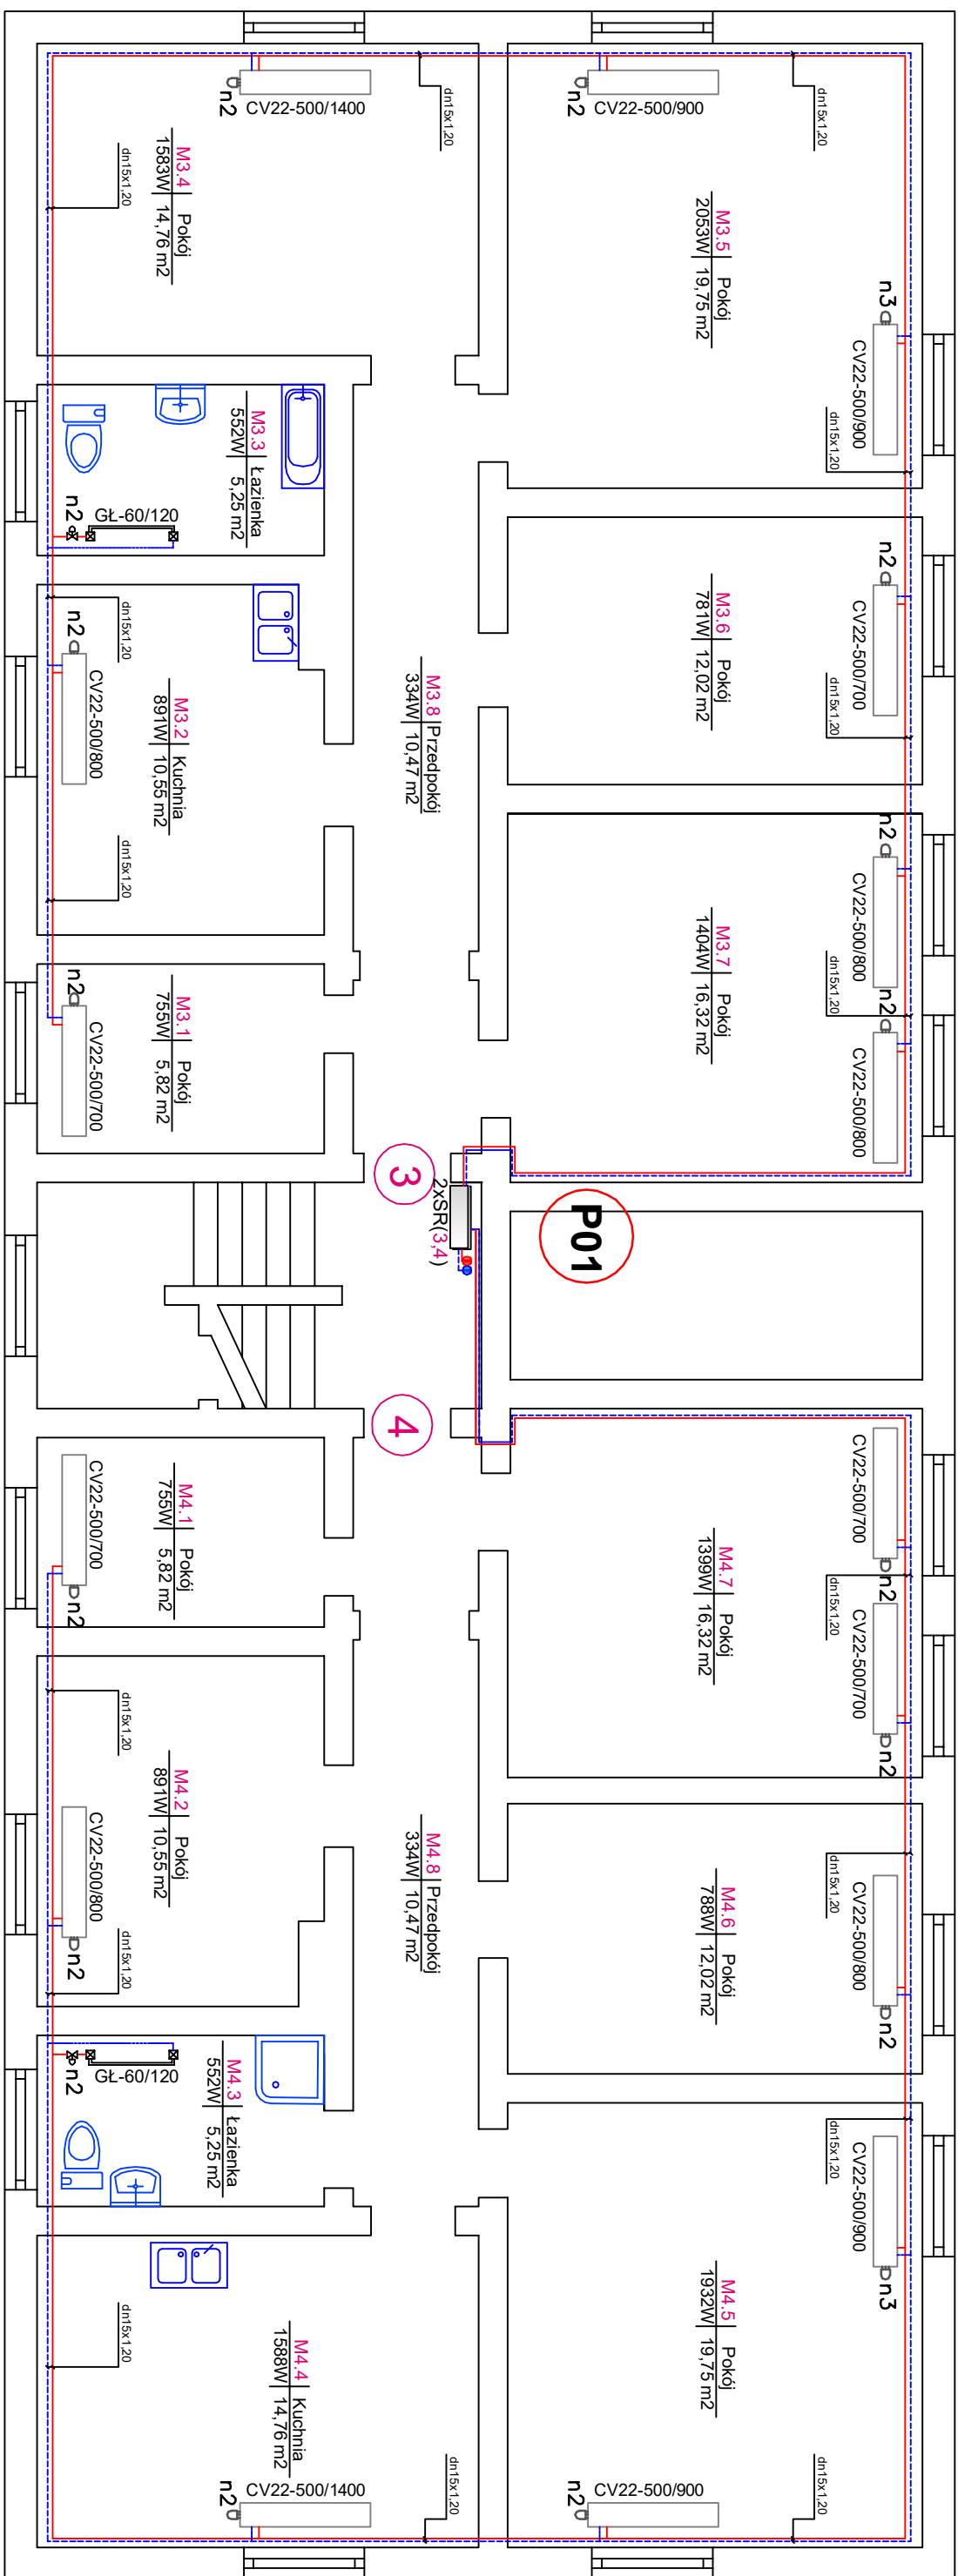 CV22-500/1400
n2
dn15x1,20
CV22-500/900
n2
dn15x1,20
dn15x1,20
M3.4
Pokój
1583W
14,76 m2
M3.5
Pokój
2053W
19,75 m2
n3
CV22-500/900
dn15x1,20
M3.3
Łazienka
552W
5,25 m2
n2
GŁ-60/120
n2
CV22-500/700
dn15x1,20
M3.6
Pokój
781W
12,02 m2
dn15x1,20
n2
CV22-500/800
M3.2
Kuchnia
891W
10,55 m2
dn15x1,20
M3.8
Przedpokój
334W
10,47 m2
n2
CV22-500/800
dn15x1,20
M3.7
Pokój
1404W
16,32 m2
n2
CV22-500/800
n2
CV22-500/700
M3.1
Pokój
755W
5,82 m2
3
2xSR(3,4)
P01
4
CV22-500/700
n2
M4.1
Pokój
755W
5,82 m2
CV22-500/700
n2
dn15x1,20
CV22-500/700
n2
M4.7
Pokój
1399W
16,32 m2
dn15x1,20
M4.2
Pokój
891W
10,55 m2
CV22-500/800
n2
dn15x1,20
M4.8
Przedpokój
334W
10,47 m2
dn15x1,20
CV22-500/800
n2
M4.6
Pokój
788W
12,02 m2
n2
GŁ-60/120
M4.3
Łazienka
552W
5,25 m2
dn15x1,20
CV22-500/900
n3
M4.5
Pokój
1932W
19,75 m2
dn15x1,20
M4.4
Kuchnia
1588W
14,76 m2
dn15x1,20
dn15x1,20
CV22-500/1400
n2
CV22-500/900
n2